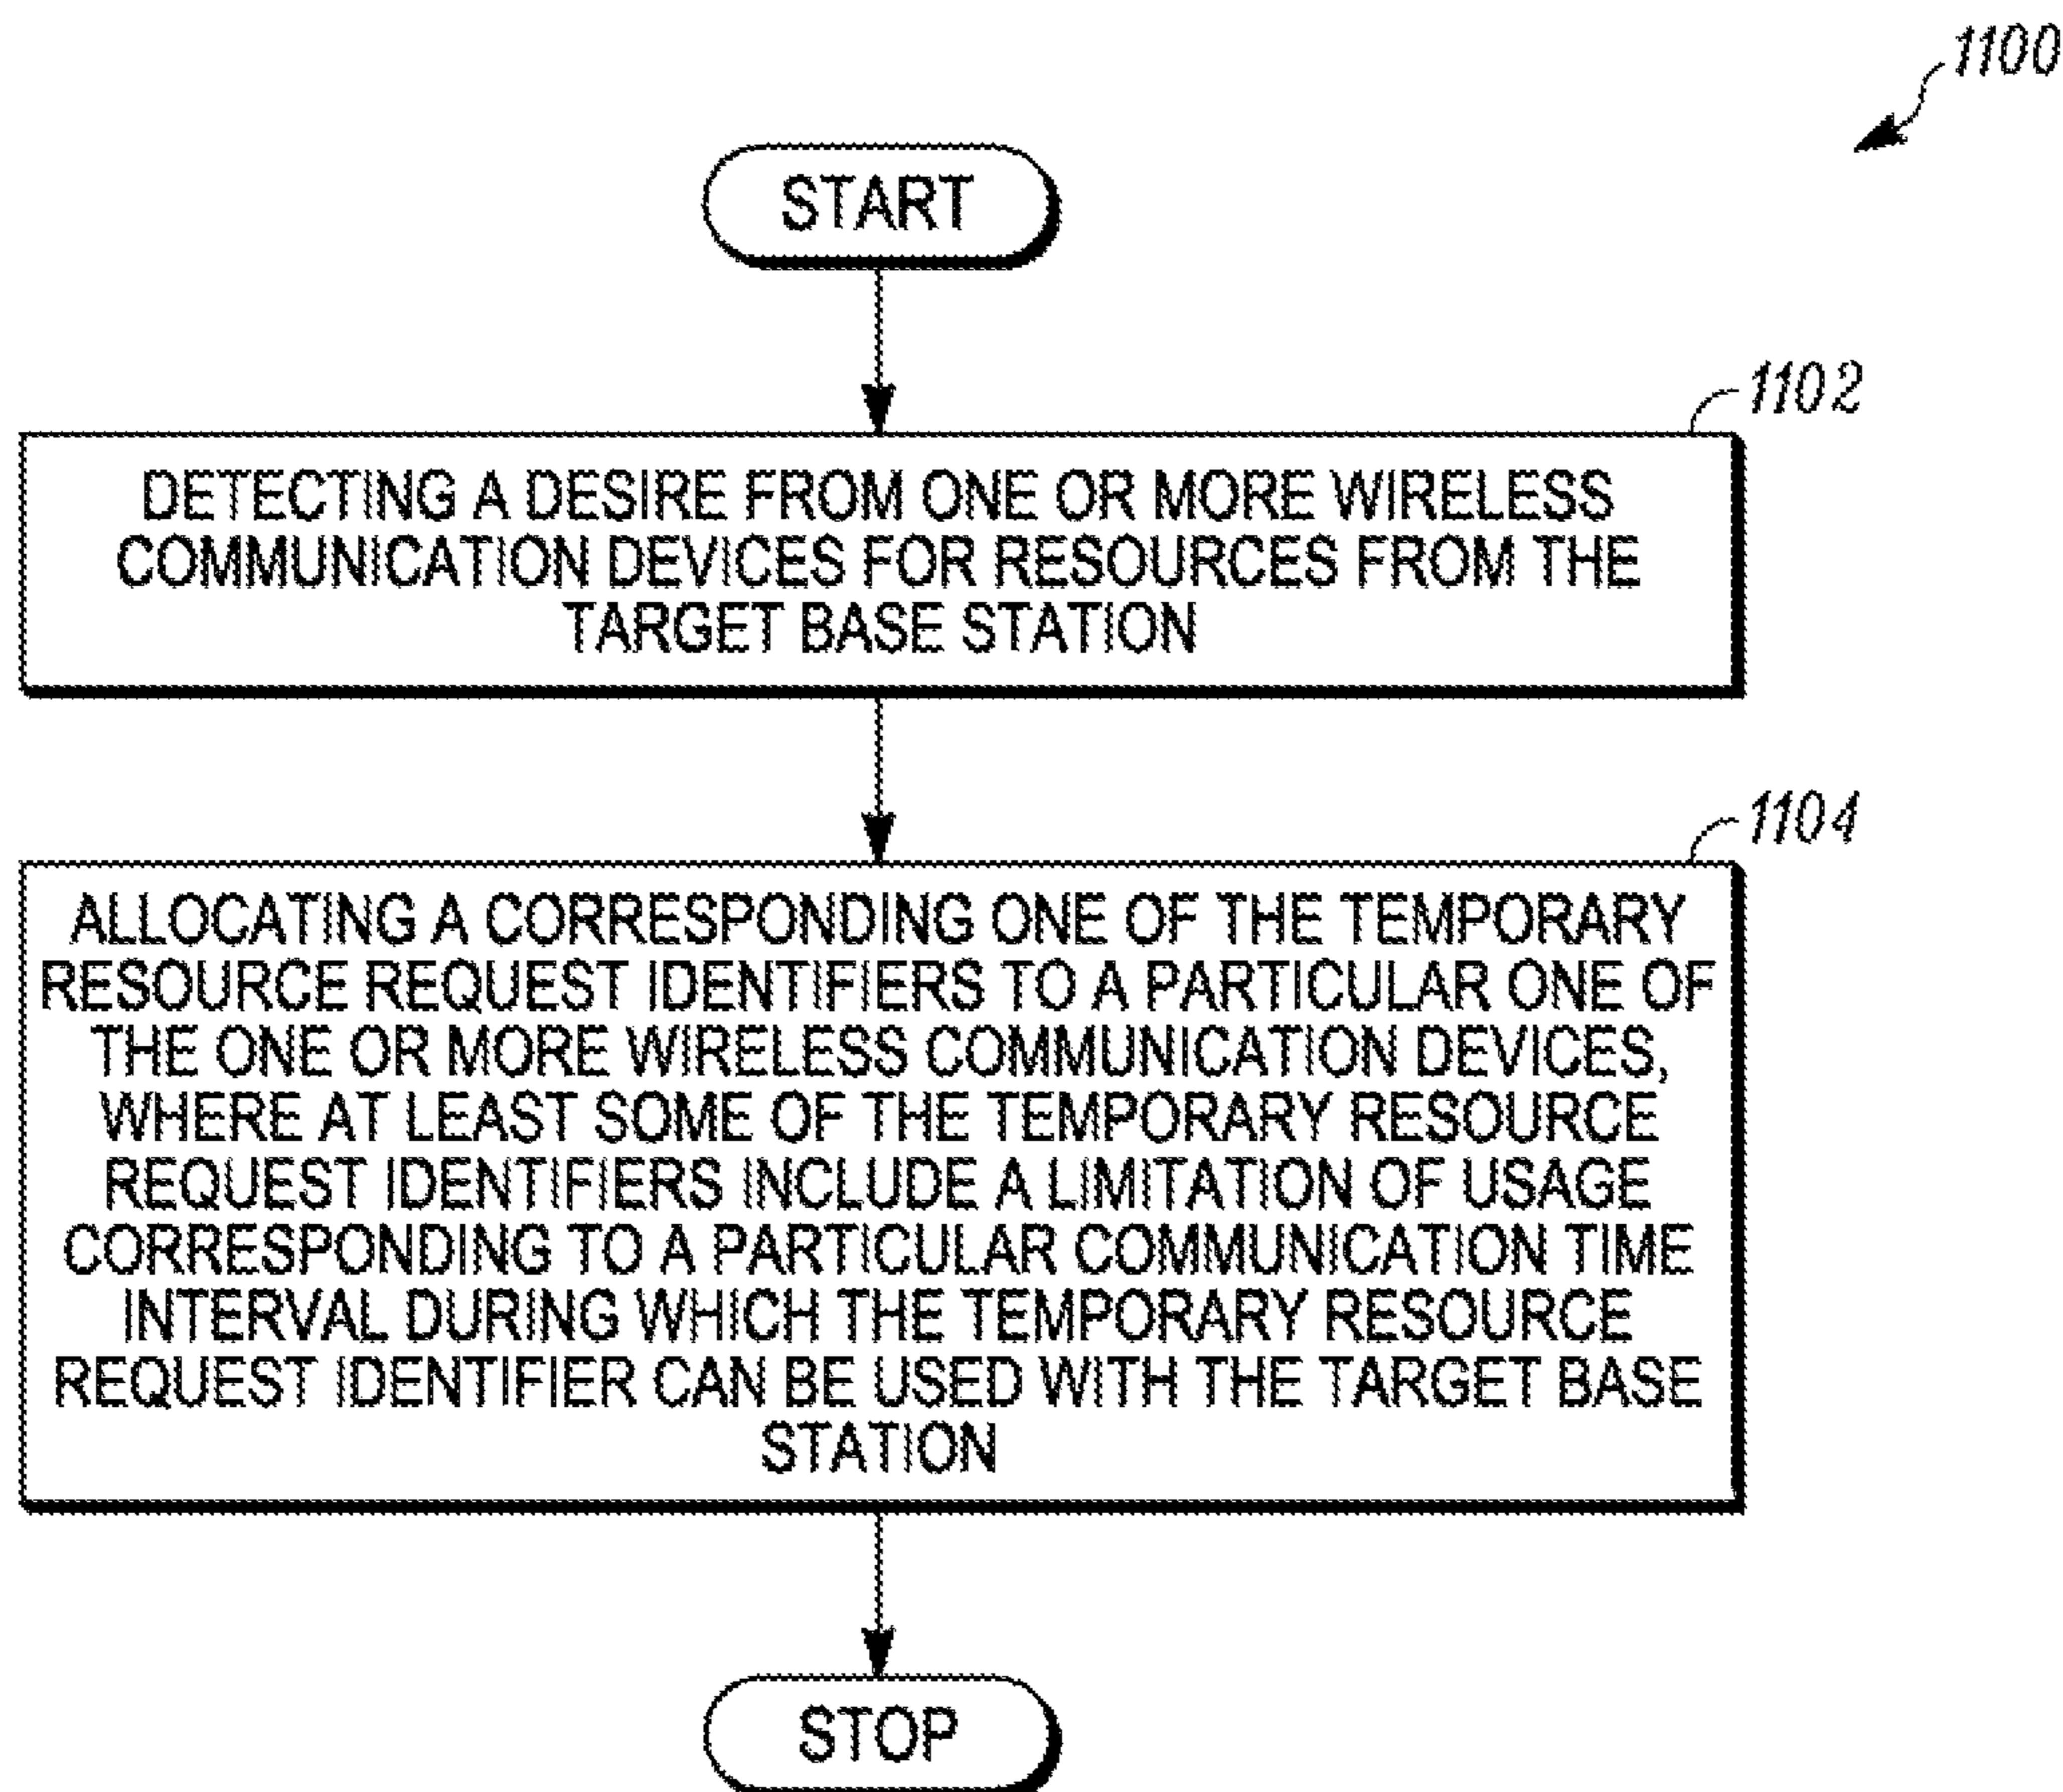 1100
START
1102
DETECTING A DESIRE FROM ONE OR MORE WIRELESS
COMMUNICATION DEVICES FOR RESOURCES FROM THE
TARGET BASE STATION
1104
ALLOCATING A CORRESPONDING ONE OF THE TEMPORARY
RESOURCE REQUEST IDENTIFIERS TO A PARTICULAR ONE OF
THE ONE OR MORE WIRELESS COMMUNICATION DEVICES,
WHERE AT LEAST SOME OF THE TEMPORARY RESOURCE
REQUEST IDENTIFIERS INCLUDE A LIMITATION OF USAGE
CORRESPONDING TO A PARTICULAR COMMUNICATION TIME
INTERVAL DURING WHICH THE TEMPORARY RESOURCE
REQUEST IDENTIFIER CAN BE USED WITH THE TARGET BASE
STATION
STOP